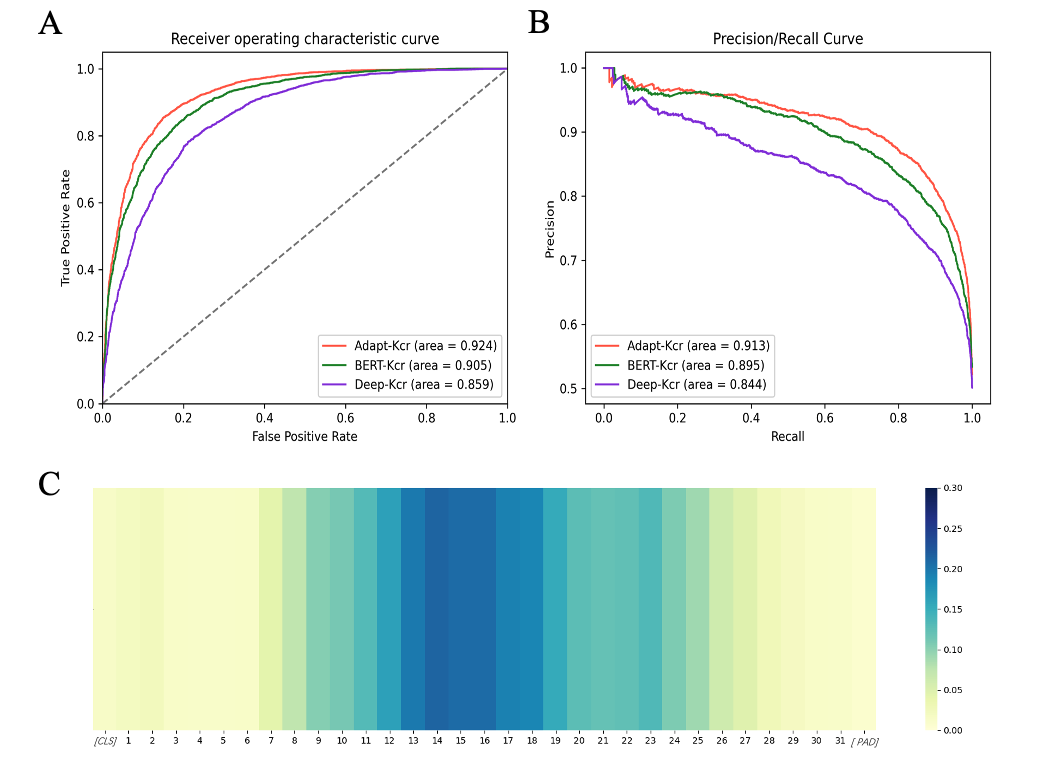 A
Receiver operating characteristic curve
True Positive Rate
1.0
0.8
0.6
0.4
0.2
0.0
0.0 0.2 0.4 0.6 0.8 1.0
False Positive Rate
Adapt-Kcr (area = 0.924)
BERT-Kcr (area = 0.905)
Deep-Kcr (area = 0.859)
B
Precision/Recall Curve
Precision
1.0
0.9
0.8
0.7
0.6
0.5
0.0 0.2 0.4 0.6 0.8 1.0
Recall
Adapt-Kcr (area = 0.913)
BERT-Kcr (area = 0.895)
Deep-Kcr (area = 0.844)
C
[CLS] 1 2 3 4 5 6 7 8 9 10 11 12 13 14 15 16 17 18 19 20 21 22 23 24 25 26 27 28 29 30 31 [ PAD]
0.30
0.25
0.20
0.15
0.10
0.05
0.00